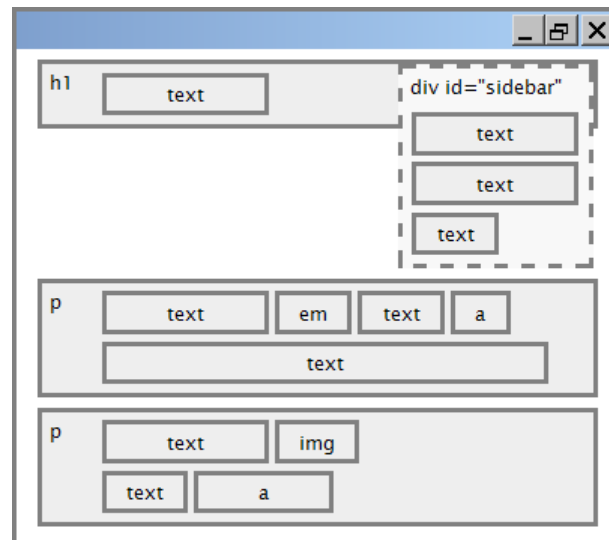 h1
text
div id="sidebar"
text
text
text
p
text em text a
text
p
text img
text a